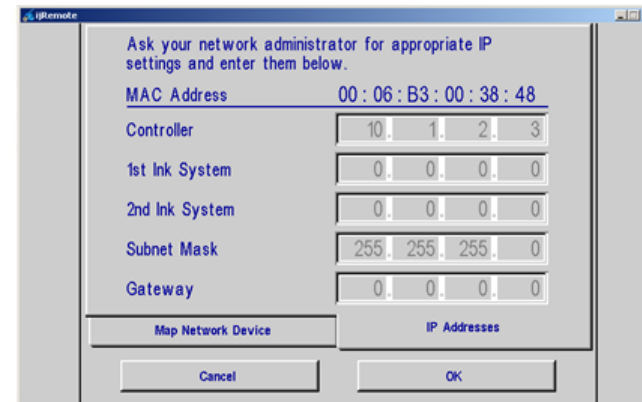 ijRemote
Ask your network administrator for appropriate IP
settings and enter them below.
MAC Address 00 : 06 : B3 : 00 : 38 : 48
Controller 10. 1. 2. 3
1st Ink System 0. 0. 0. 0
2nd Ink System 0. 0. 0. 0
Subnet Mask 255. 255. 255. 0
Gateway 0. 0. 0. 0
Map Network Device IP Addresses
Cancel OK